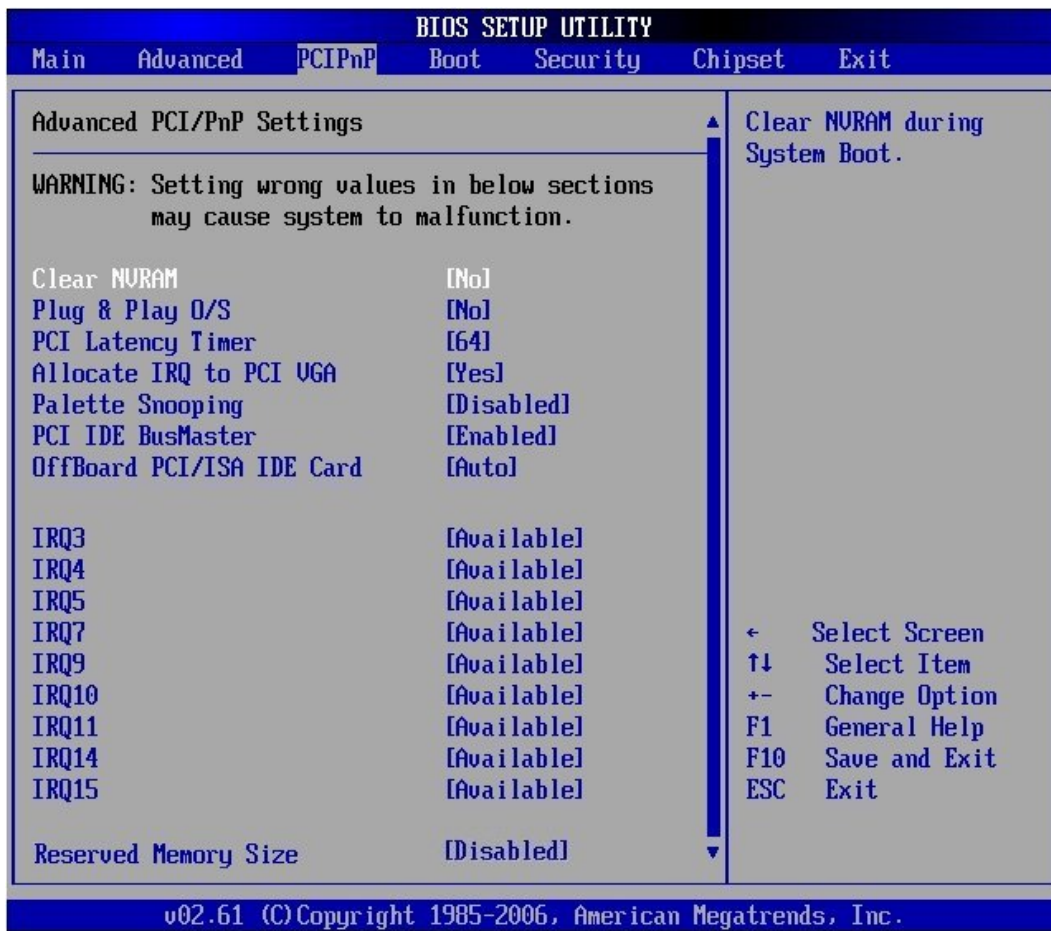 BIOS SETUP UTILITY
Main Advanced PCIPnP Boot Security Chipset Exit
Advanced PCI/PnP Settings
WARNING: Setting wrong values in below sections
may cause system to malfunction.
Clear NVRAM [No]
Plug & Play O/S [No]
PCI Latency Timer [64]
Allocate IRQ to PCI VGA [Yes]
Palette Snooping [Disabled]
PCI IDE BusMaster [Enabled]
OffBoard PCI/ISA IDE Card [Auto]
IRQ3 [Available]
IRQ4 [Available]
IRQ5 [Available]
IRQ7 [Available]
IRQ9 [Available]
IRQ10 [Available]
IRQ11 [Available]
IRQ14 [Available]
IRQ15 [Available]
Reserved Memory Size [Disabled]
Clear NVRAM during
System Boot.
← Select Screen
↑↓ Select Item
+- Change Option
F1 General Help
F10 Save and Exit
ESC Exit
v02.61 (C)Copyright 1985-2006, American Megatrends, Inc.